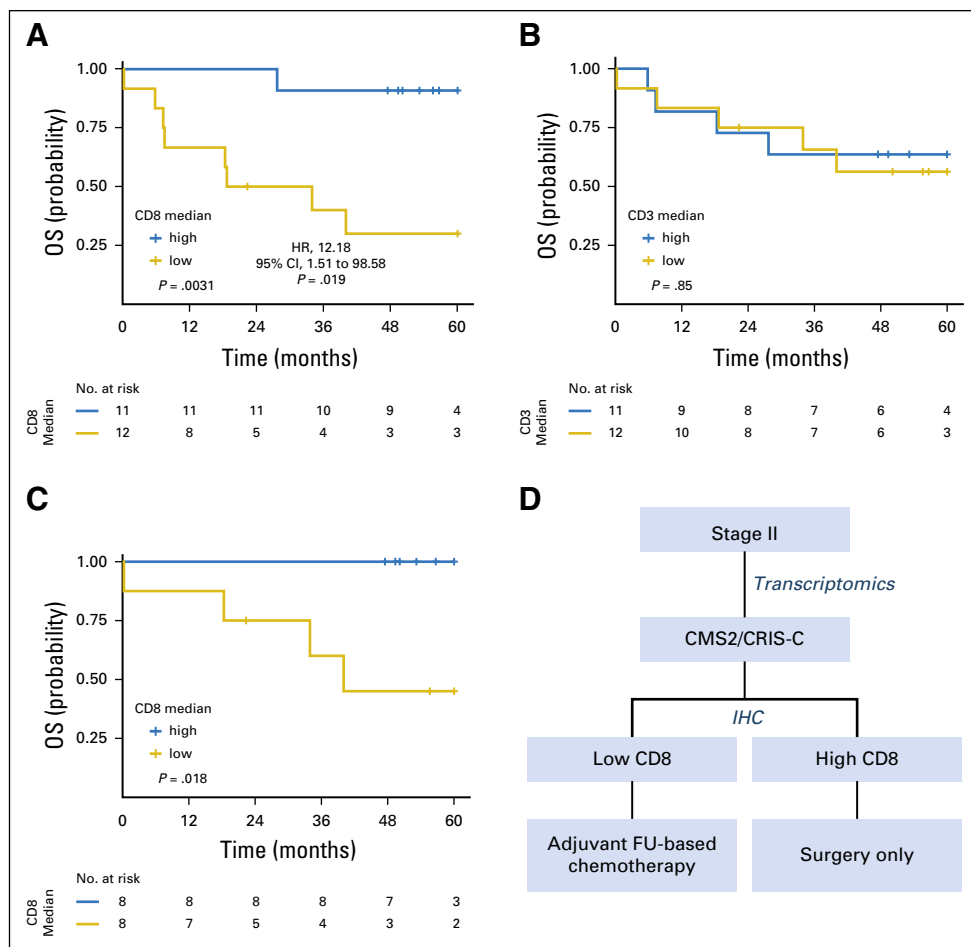 A
OS (probability)
1.00
0.75
0.50
0.25
CD8 median
high
low
P = .0031
HR, 12.18
95% CI, 1.51 to 98.58
P = .019
0 12 24 36 48 60
Time (months)
No. at risk
CD8
Median
11 11 11 10 9 4
12 8 5 4 3 3
B
OS (probability)
1.00
0.75
0.50
0.25
CD3 median
high
low
P = .85
0 12 24 36 48 60
Time (months)
No. at risk
CD3
Median
11 9 8 7 6 4
12 10 8 7 6 3
C
OS (probability)
1.00
0.75
0.50
0.25
CD8 median
high
low
P = .018
0 12 24 36 48 60
Time (months)
No. at risk
CD8
Median
8 8 8 8 7 3
8 7 5 4 3 2
D
Stage II
Transcriptomics
CMS2/CRIS-C
IHC
Low CD8
High CD8
Adjuvant FU-based
chemotherapy
Surgery only